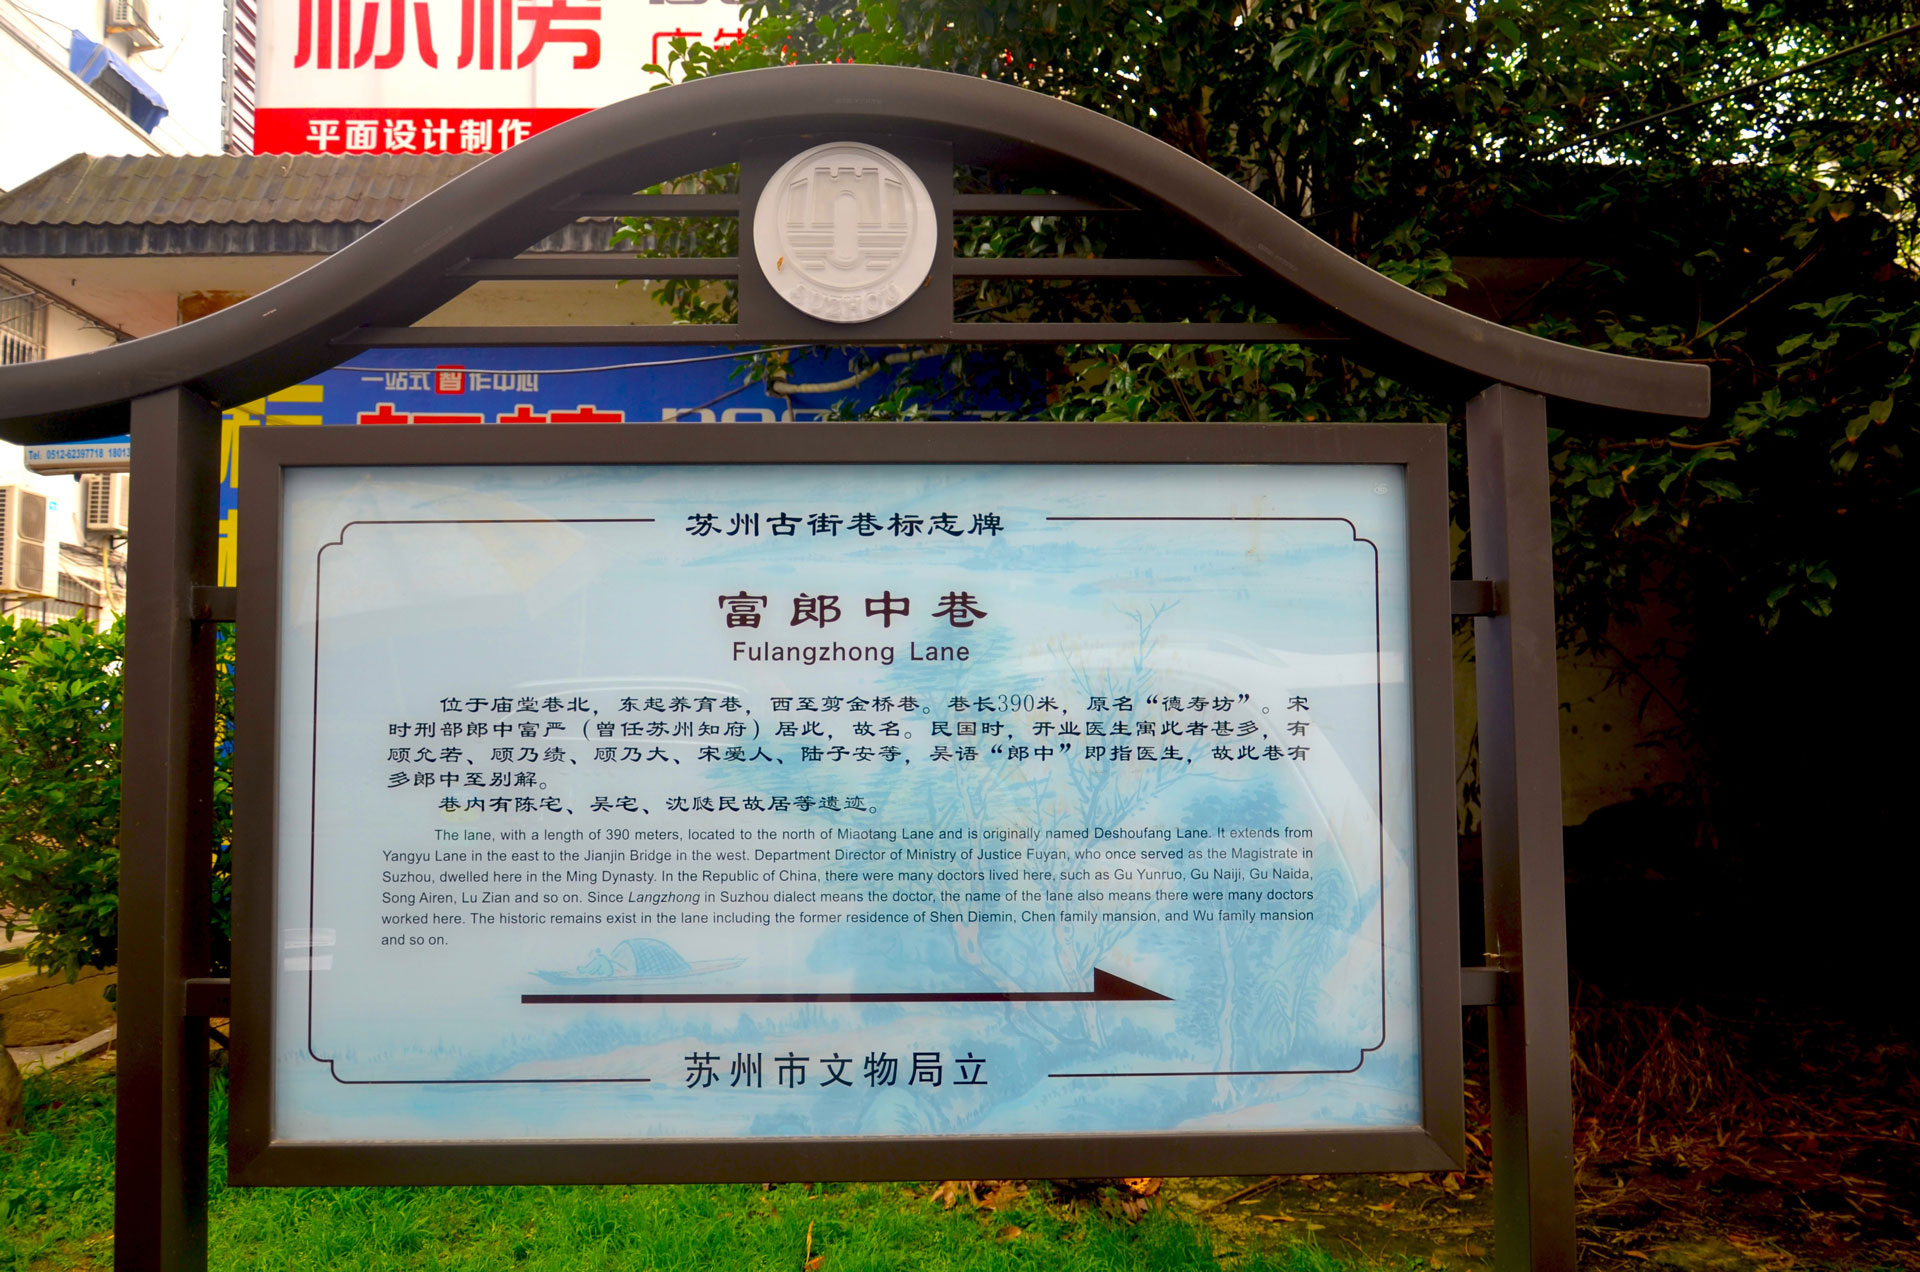 标榜
平面设计制作
SUZHOU
一站式 智 作中心
Tel: 0512-62397718 18013
苏州古街巷标志牌
富郎中巷
Fulangzhong Lane
位于庙堂巷北，东起养育巷，西至剪金桥巷。巷长390米，原名“德寿坊”。宋
时刑部郎中富严（曾任苏州知府）居此，故名。民国时，开业医生寓此者甚多，有
顾允若、顾乃绩、顾乃大、宋爱人、陆子安等，吴语“郎中”即指医生，故此巷有
多郎中至别解。
巷内有陈宅、吴宅、沈瓞民故居等遗迹。
The lane, with a length of 390 meters, located to the north of Miaotang Lane and is originally named Deshoufang Lane. It extends from
Yangyu Lane in the east to the Jianjin Bridge in the west. Department Director of Ministry of Justice Fuyan, who once served as the Magistrate in
Suzhou, dwelled here in the Ming Dynasty. In the Republic of China, there were many doctors lived here, such as Gu Yunruo, Gu Naiji, Gu Naida,
Song Airen, Lu Zian and so on. Since Langzhong in Suzhou dialect means the doctor, the name of the lane also means there were many doctors
worked here. The historic remains exist in the lane including the former residence of Shen Diemin, Chen family mansion, and Wu family mansion
and so on.
苏州市文物局立